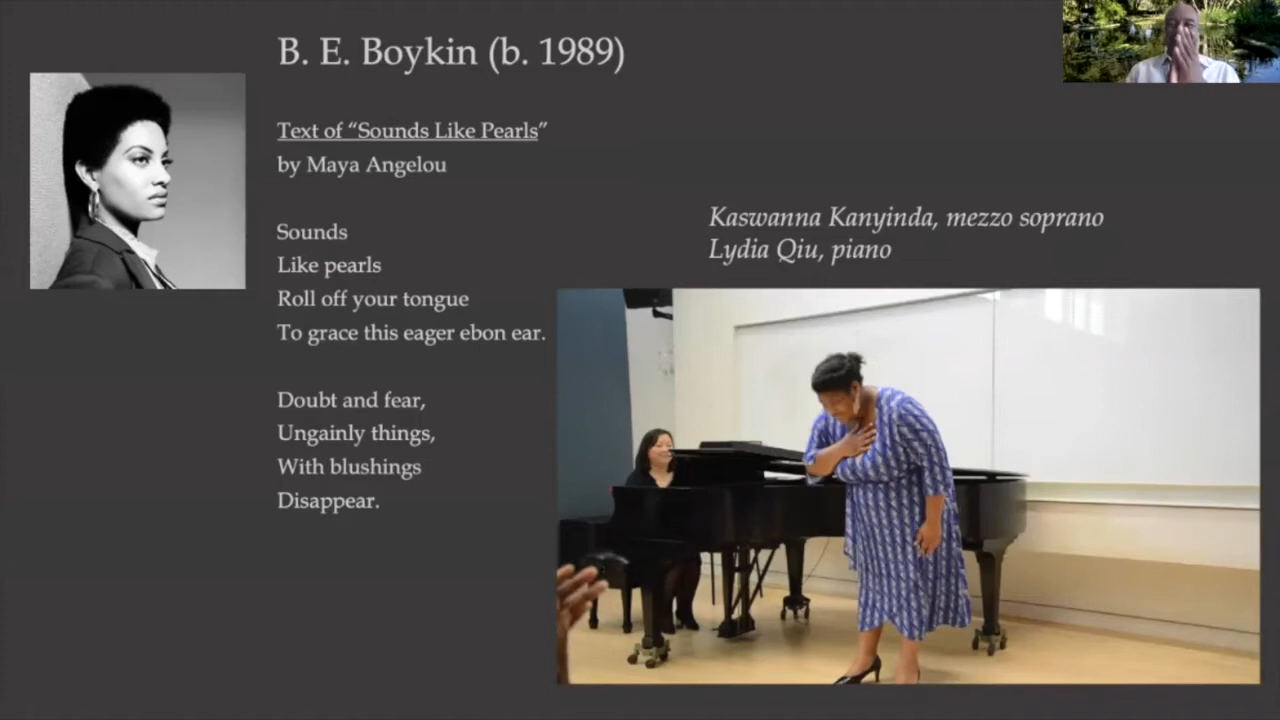 B. E. Boykin (b. 1989)
Text of “Sounds Like Pearls”
by Maya Angelou
Sounds
Like pearls
Roll off your tongue
To grace this eager ebon ear.
Doubt and fear,
Ungainly things,
With blushings
Disappear.
Kaswanna Kanyinda, mezzo soprano
Lydia Qiu, piano